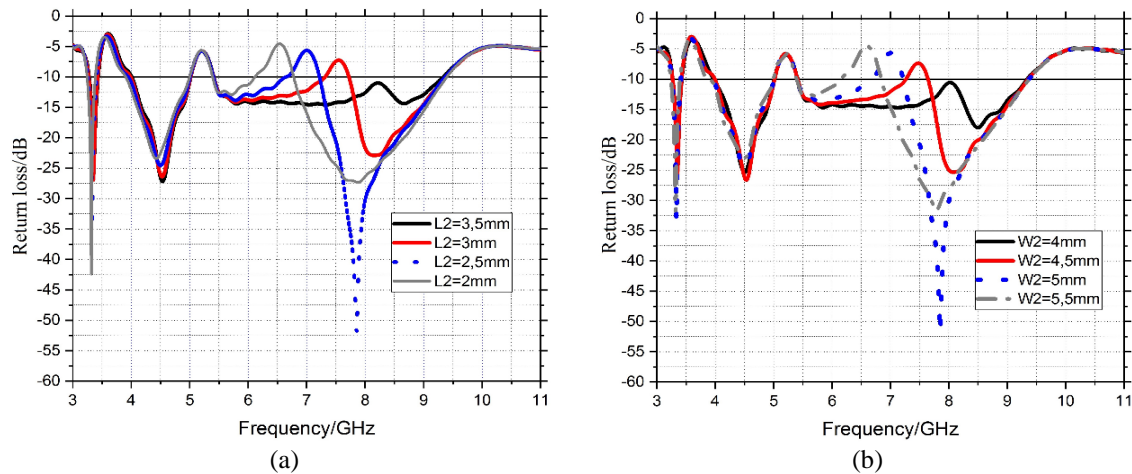 0
-5
-10
-15
-20
-25
-30
-35
-40
-45
-50
-55
-60
Return loss/dB
L2=3,5mm
L2=3mm
L2=2,5mm
L2=2mm
3 4 5 6 7 8 9 10 11
Frequency/GHz
(a)
0
-5
-10
-15
-20
-25
-30
-35
-40
-45
-50
-55
-60
Return loss/dB
W2=4mm
W2=4,5mm
W2=5mm
W2=5,5mm
3 4 5 6 7 8 9 10 11
Frequency/GHz
(b)